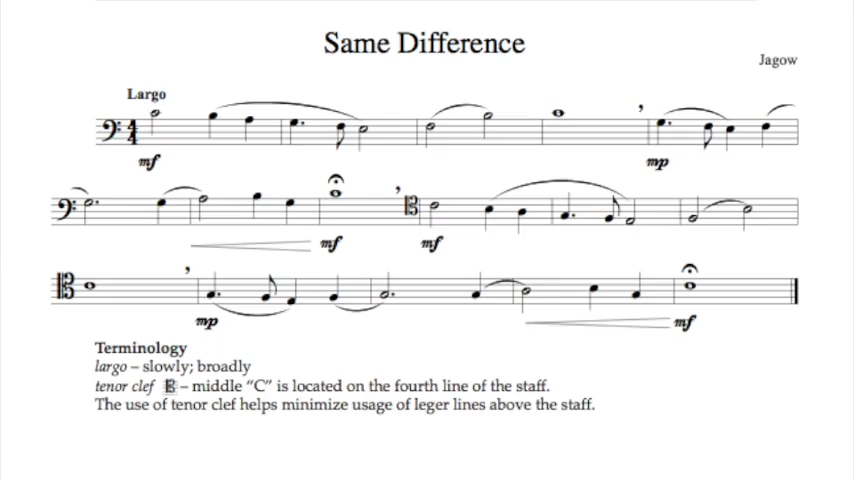 Same Difference
Jagow
Largo
mf
mp
mf
mf
mp
mf
Terminology
largo – slowly; broadly
tenor clef – middle “C” is located on the fourth line of the staff.
The use of tenor clef helps minimize usage of leger lines above the staff.